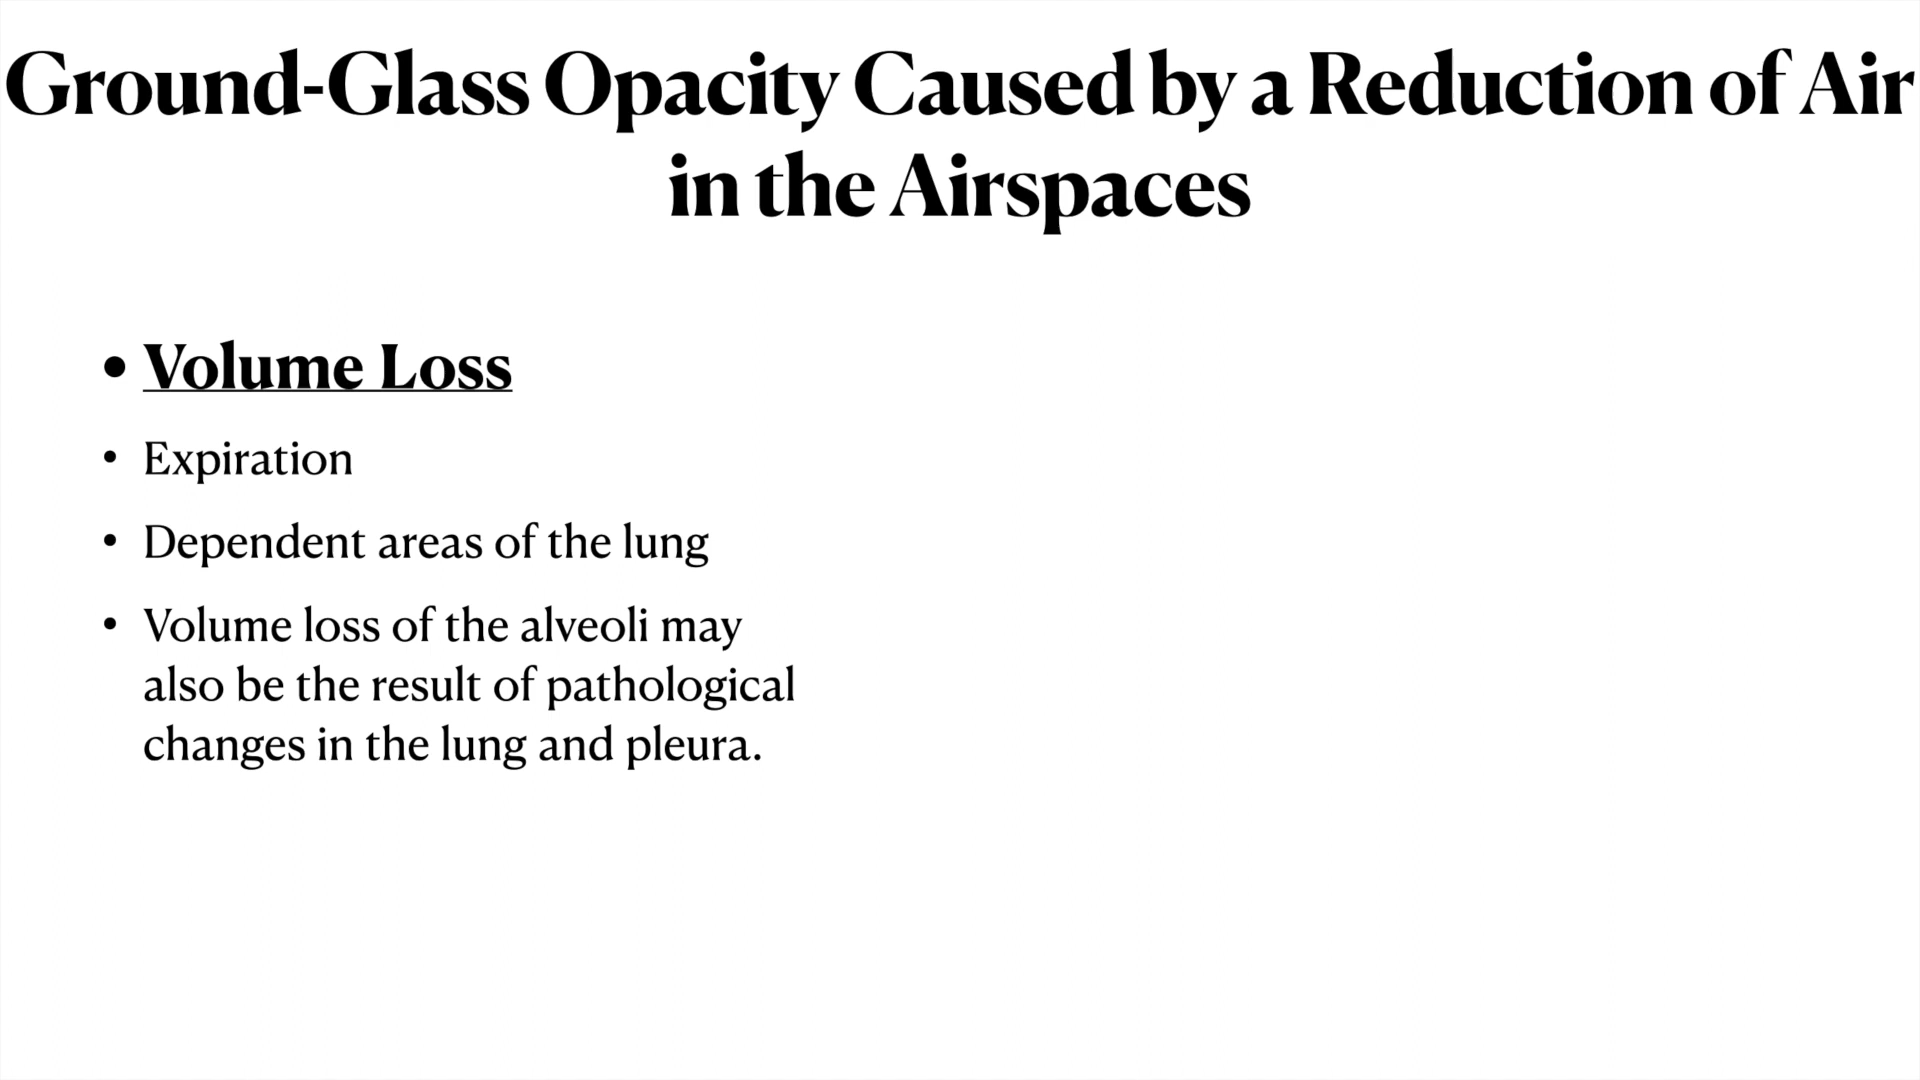 Ground-Glass Opacity Caused by a Reduction of Air
in the Airspaces
• Volume Loss
• Expiration
• Dependent areas of the lung
• Volume loss of the alveoli may
also be the result of pathological
changes in the lung and pleura.